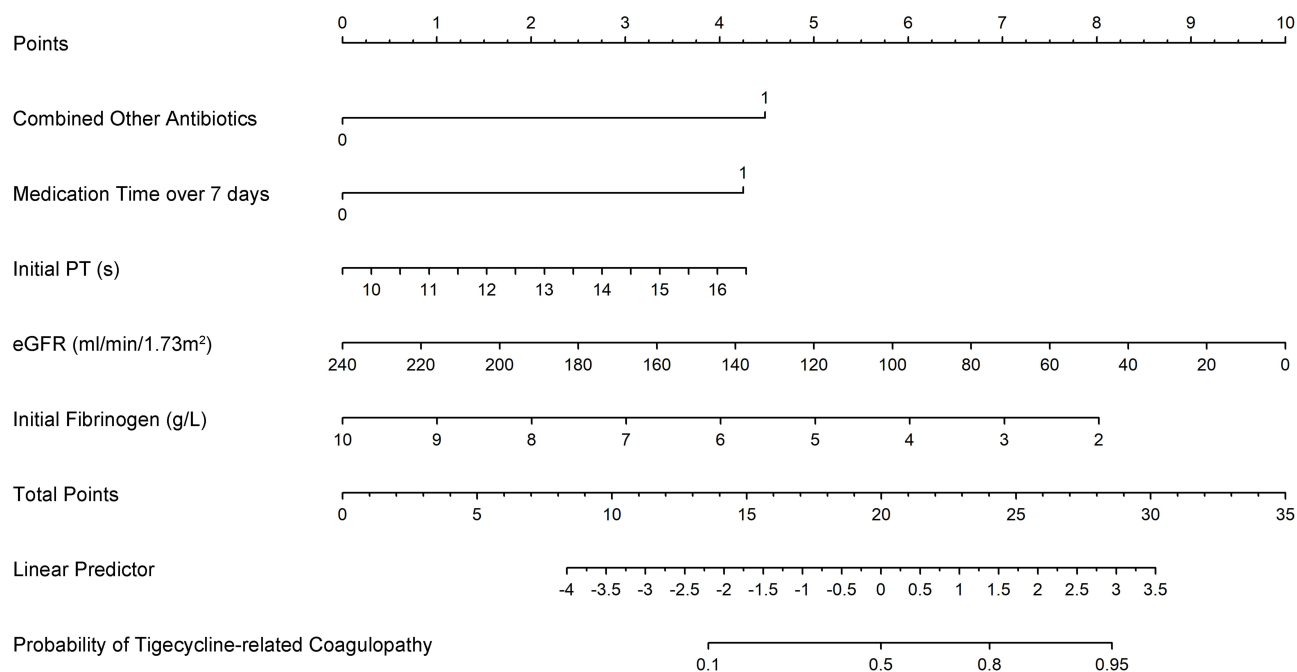 0 1 2 3 4 5 6 7 8 9 10
Points
1
Combined Other Antibiotics
0
1
Medication Time over 7 days
0
Initial PT (s)
10 11 12 13 14 15 16
eGFR (ml/min/1.73m²)
240 220 200 180 160 140 120 100 80 60 40 20 0
Initial Fibrinogen (g/L)
10 9 8 7 6 5 4 3 2
Total Points
0 5 10 15 20 25 30 35
Linear Predictor
-4 -3.5 -3 -2.5 -2 -1.5 -1 -0.5 0 0.5 1 1.5 2 2.5 3 3.5
Probability of Tigecycline-related Coagulopathy
0.1 0.5 0.8 0.95